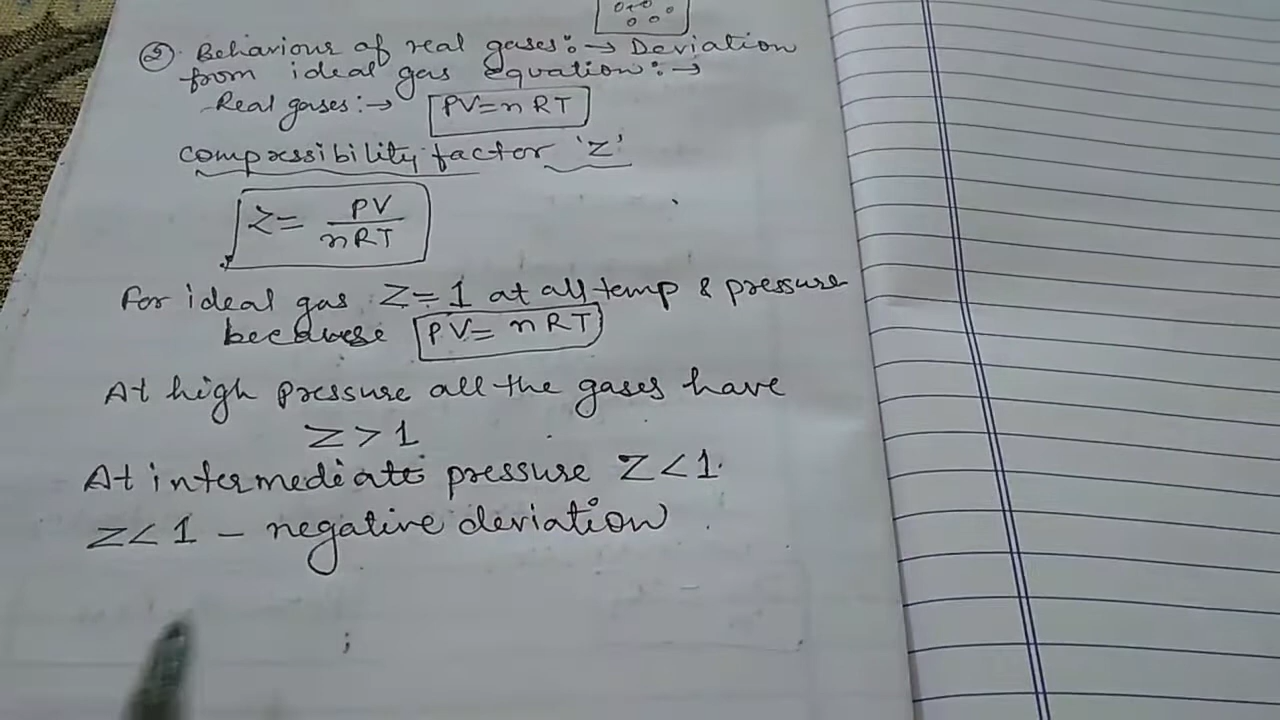 ② Behaviour of real gases:→ Deviation
from ideal gas equation:→
Real gases:→ PV=nRT
compressibility factor 'Z'
Z= PV/nRT
For ideal gas Z=1 at all temp & pressure
because PV= nRT
At high pressure all the gases have
Z>1
At intermediate pressure Z<1.
Z<1 - negative deviation